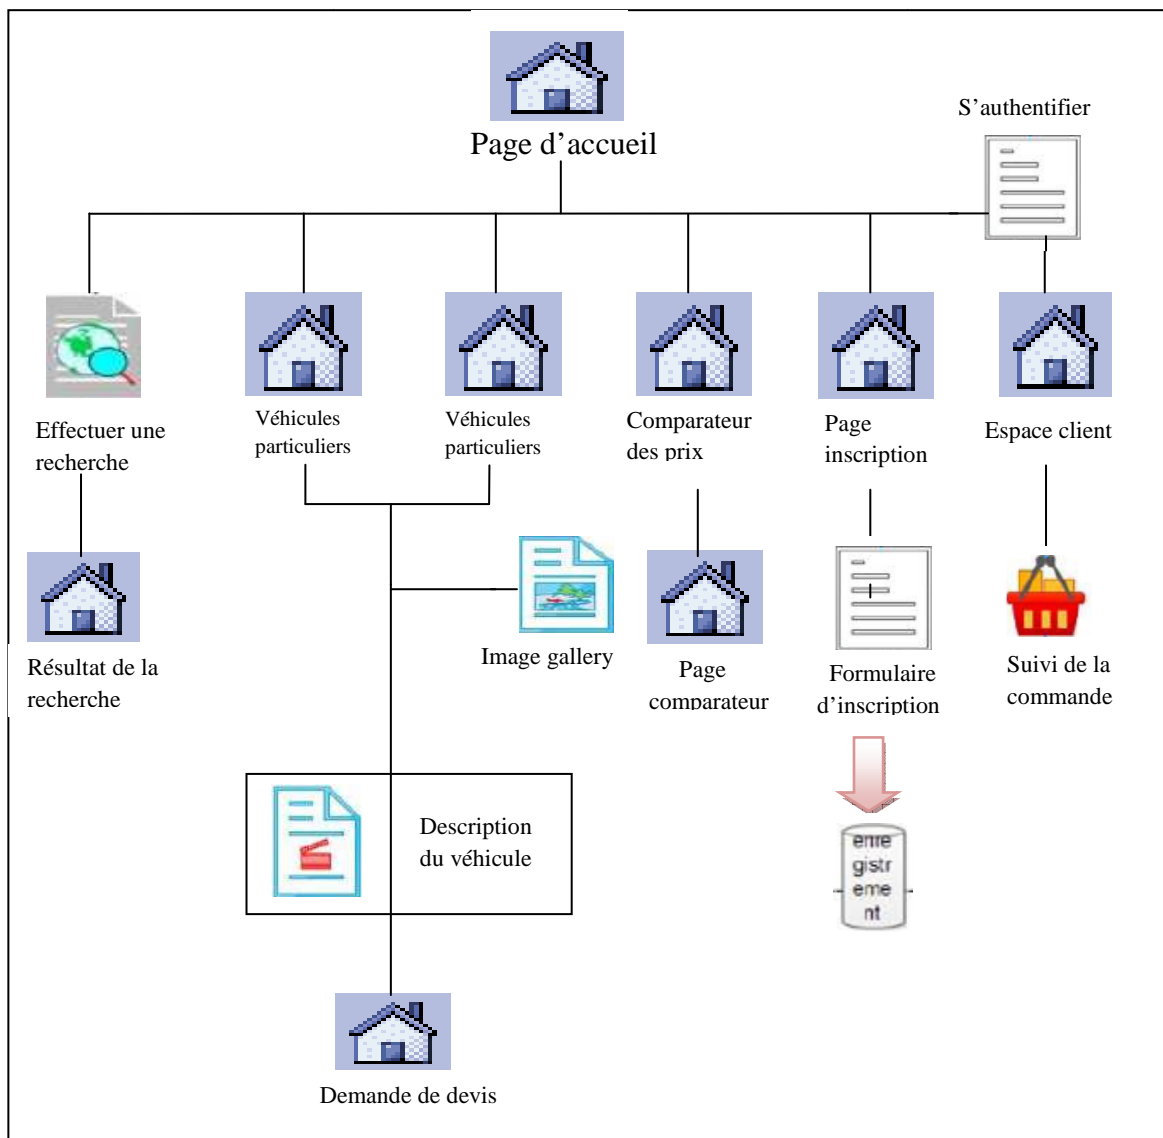 Page d’accueil
S’authentifier
Effectuer une
recherche
Véhicules
particuliers
Véhicules
particuliers
Comparateur
des prix
Page
inscription
Espace client
Résultat de la
recherche
Image gallery
Page
comparateur
Formulaire
d’inscription
Suivi de la
commande
Description
du véhicule
enre
gistr
eme
nt
Demande de devis